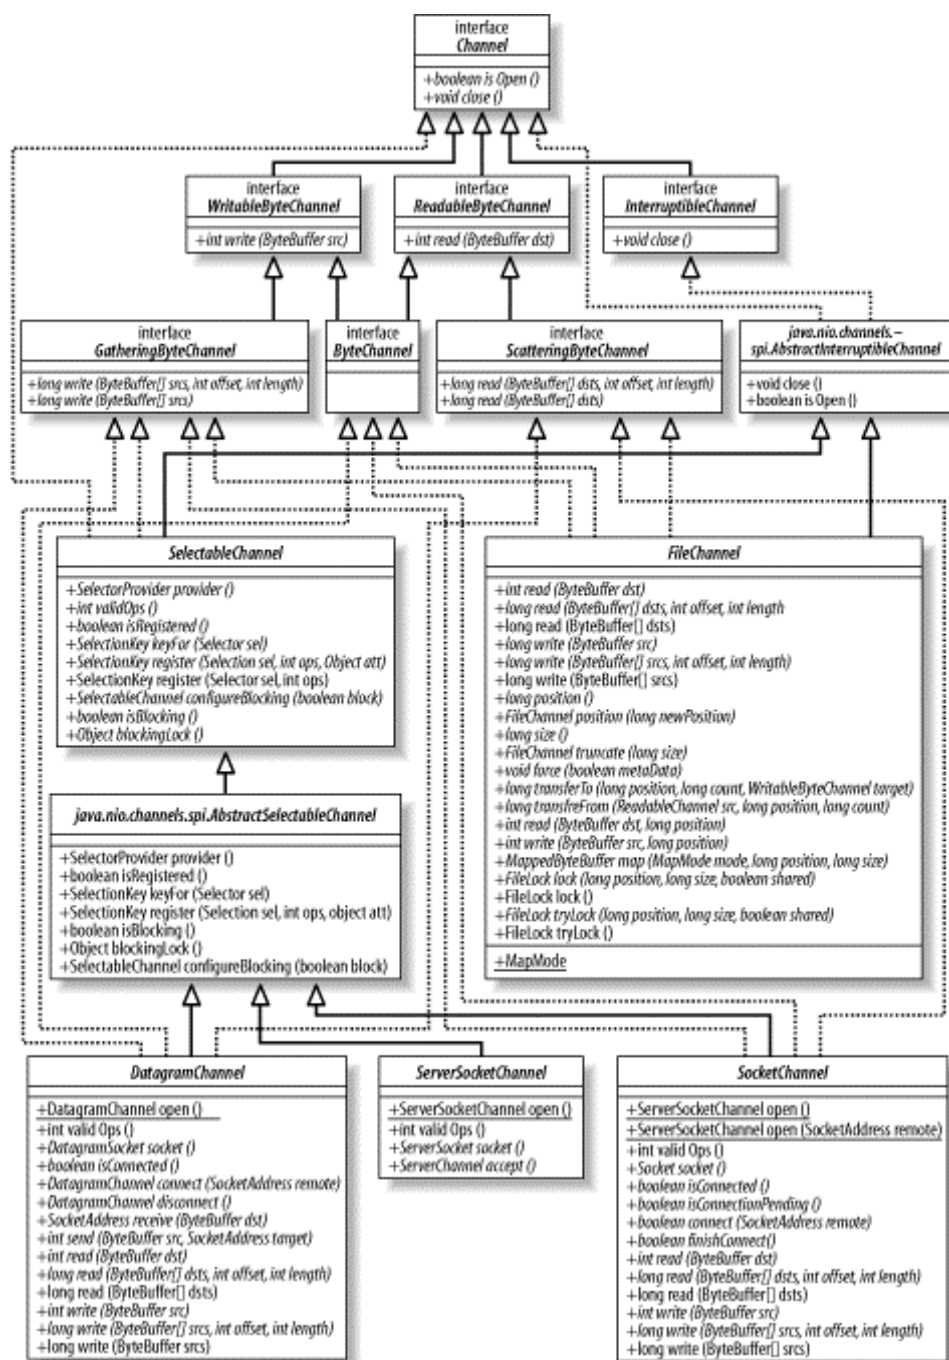 interface
Channel
+boolean is Open ()
+void close ()
interface
WritableByteChannel
+int write (ByteBuffer src)
interface
ReadableByteChannel
+int read (ByteBuffer dst)
interface
InterruptibleChannel
+void close ()
interface
GatheringByteChannel
+long write (ByteBuffer[] srcs, int offset, int length)
+long write (ByteBuffer[] srcs)
interface
ByteChannel
interface
ScatteringByteChannel
+long read (ByteBuffer[] dsts, int offset, int length)
+long read (ByteBuffer[] dsts)
java.nio.channels.–
spi.AbstractInterruptibleChannel
+void close ()
+boolean is Open ()
SelectableChannel
+SelectorProvider provider ()
+int validOps ()
+boolean isRegistered ()
+SelectionKey keyFor (Selector sel)
+SelectionKey register (Selection sel, int ops, Object att)
+SelectionKey register (Selector sel, int ops)
+SelectableChannel configureBlocking (boolean block)
+boolean isBlocking ()
+Object blockingLock ()
FileChannel
+int read (ByteBuffer dst)
+long read (ByteBuffer[] dsts, int offset, int length
+long read (ByteBuffer[] dsts)
+long write (ByteBuffer src)
+long write (ByteBuffer[] srcs, int offset, int length)
+long write (ByteBuffer[] srcs)
+long position ()
+FileChannel position (long newPosition)
+long size ()
+FileChannel truncate (long size)
+void force (boolean metaData)
+long transferTo (long position, long count, WritableByteChannel target)
+long transfreFrom (ReadableChannel src, long position, long count)
+int read (ByteBuffer dst, long position)
+int write (ByteBuffer src, long position)
+MappedByteBuffer map (MapMode mode, long position, long size)
+FileLock lock (long position, long size, boolean shared)
+FileLock lock ()
+FileLock tryLock (long position, long size, boolean shared)
+FileLock tryLock ()
+MapMode
java.nio.channels.spi.AbstractSelectableChannel
+SelectorProvider provider ()
+boolean isRegistered ()
+SelectionKey keyFor (Selector sel)
+SelectionKey register (Selection sel, int ops, object att)
+boolean isBlocking ()
+Object blockingLock ()
+SelectableChannel configureBlocking (boolean block)
DatagramChannel
+DatagramChannel open ()
+int valid Ops ()
+DatagramSocket socket ()
+boolean isConnected ()
+DatagramChannel connect (SocketAddress remote)
+DatagramChannel disconnect ()
+SocketAddress receive (ByteBuffer dst)
+int send (ByteBuffer src, SocketAddress target)
+int read (ByteBuffer dst)
+long read (ByteBuffer[] dsts, int offset, int length)
+long read (ByteBuffer[] dsts)
+int write (ByteBuffer src)
+long write (ByteBuffer[] srcs, int offset, int length)
+long write (ByteBuffer srcs)
ServerSocketChannel
+ServerSocketChannel open ()
+int valid Ops ()
+ServerSocket socket ()
+ServerChannel accept ()
SocketChannel
+ServerSocketChannel open ()
+ServerSocketChannel open (SocketAddress remote)
+int valid Ops ()
+Socket socket ()
+boolean isConnected ()
+boolean isConnectionPending ()
+boolean connect (SocketAddress remote)
+boolean finishConnect()
+int read (ByteBuffer dst)
+long read (ByteBuffer[] dsts, int offset, int length)
+long read (ByteBuffer[] dsts)
+int write (ByteBuffer src)
+long write (ByteBuffer[] srcs, int offset, int length)
+long write (ByteBuffer[] srcs)